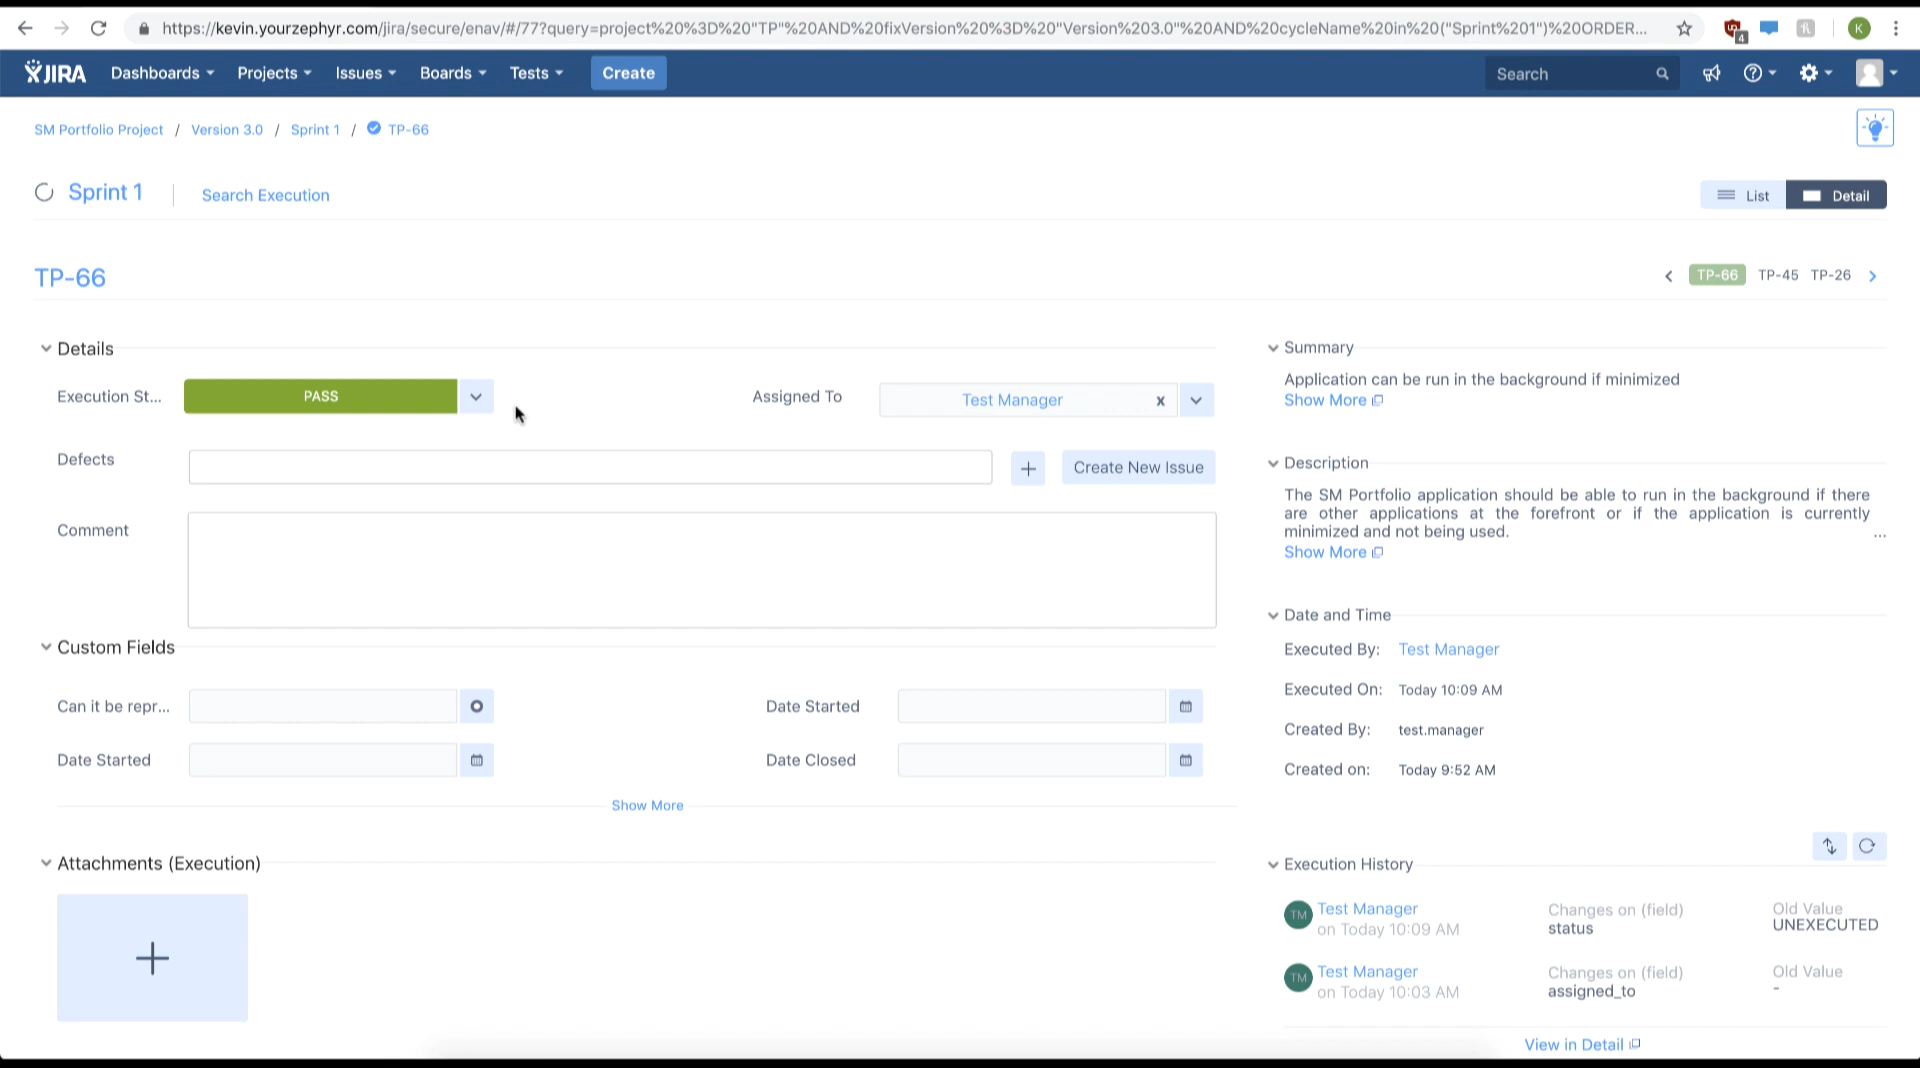 https://kevin.yourzephyr.com/jira/secure/enav/#/77?query=project%20%3D%20"TP"%20AND%20fixVersion%20%3D%20"Version%203.0"%20AND%20cycleName%20in%20("Sprint%201")%20ORDER...
4
K
JIRA Dashboards Projects Issues Boards Tests Create Search
SM Portfolio Project / Version 3.0 / Sprint 1 / TP-66
Sprint 1 Search Execution List Detail
TP-66 TP-66 TP-45 TP-26
Details
Execution St... PASS Assigned To Test Manager x
Defects Create New Issue
Comment
Custom Fields
Can it be repr... Date Started
Date Started Date Closed
Show More
Attachments (Execution)
Summary
Application can be run in the background if minimized
Show More
Description
The SM Portfolio application should be able to run in the background if there
are other applications at the forefront or if the application is currently
minimized and not being used. ...
Show More
Date and Time
Executed By: Test Manager
Executed On: Today 10:09 AM
Created By: test.manager
Created on: Today 9:52 AM
Execution History
TM Test Manager Changes on (field) Old Value
on Today 10:09 AM status UNEXECUTED
TM Test Manager Changes on (field) Old Value
on Today 10:03 AM assigned_to -
View in Detail